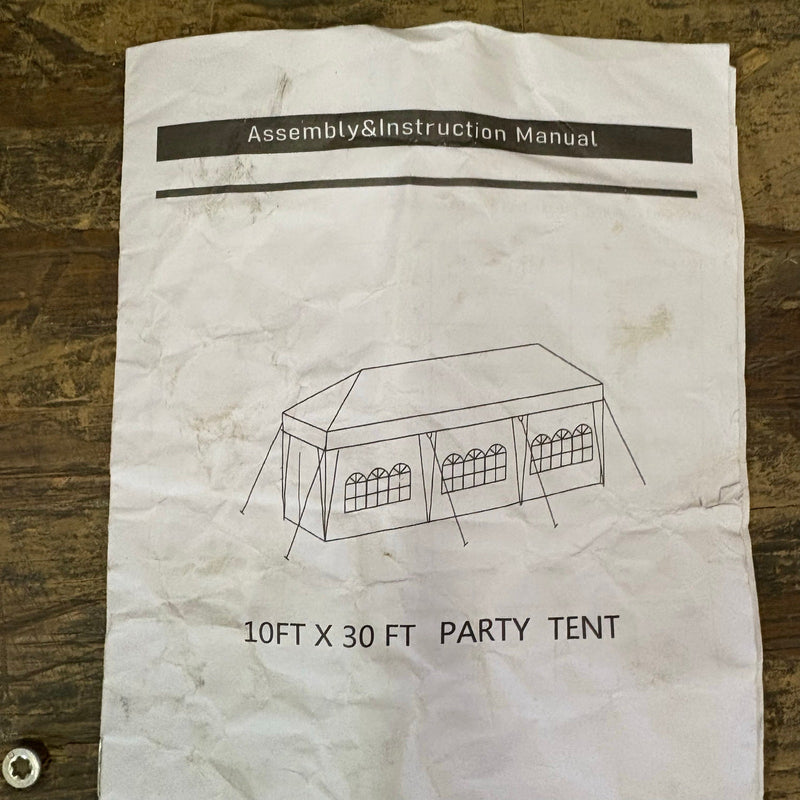 Assembly&Instruction Manual
10FT X 30 FT PARTY TENT